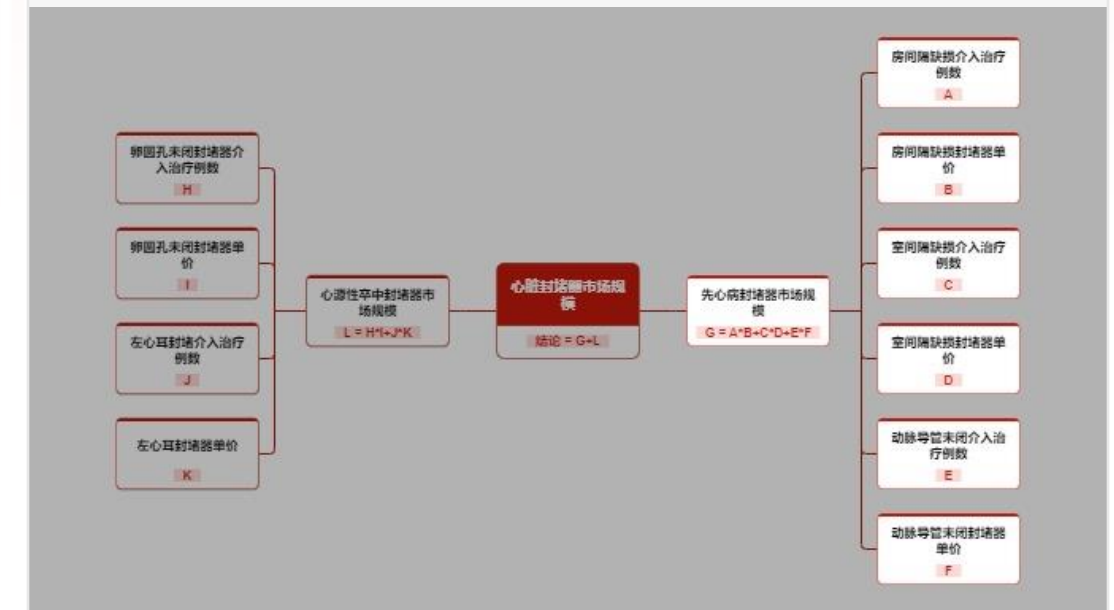 卵圆孔未闭封堵器介
入治疗例数
H
卵圆孔未闭封堵器单
价
I
左心耳封堵介入治疗
例数
J
左心耳封堵器单价
K
心源性卒中封堵器市
场规模
L = H*I+J*K
心脏封堵器市场规
模
结论 = G+L
先心病封堵器市场规
模
G = A*B+C*D+E*F
房间隔缺损介入治疗
例数
A
房间隔缺损封堵器单
价
B
室间隔缺损介入治疗
例数
C
室间隔缺损封堵器单
价
D
动脉导管未闭介入治
疗例数
E
动脉导管未闭封堵器
单价
F